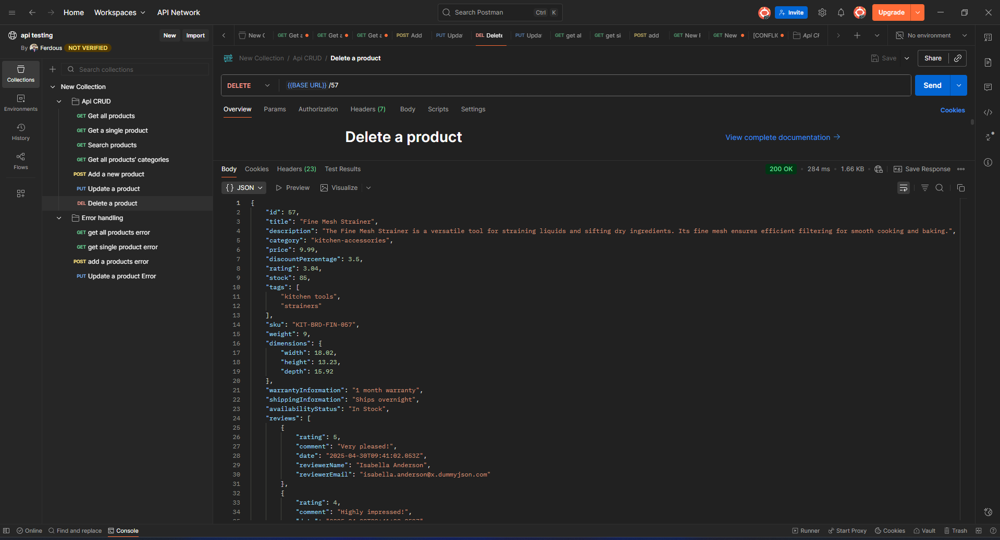 Home Workspaces API Network Search Postman Ctrl K Invite Upgrade
api testing New Import
By Ferdous NOT VERIFIED
New C GET Get a GET Get a GET Get a POST Add PUT Upda DEL Delete PUT Upda GET get al GET get si POST add GET New F GET New [CONFLIC Api CF No environment
Collections
Environments
History
Flows
Search collections
New Collection
Api CRUD
GET Get all products
GET Get a single product
GET Search products
GET Get all products’ categories
POST Add a new product
PUT Update a product
DEL Delete a product
Error handling
GET get all products error
GET get single product error
POST add a products error
PUT Update a product Error
HTTP New Collection / Api CRUD / Delete a product Save Share
DELETE {{BASE URL}} /57 Send
Overview Params Authorization Headers (7) Body Scripts Settings Cookies
Delete a product View complete documentation →
Body Cookies Headers (23) Test Results 200 OK • 284 ms • 1.66 KB • e.g. Save Response
{} JSON Preview Visualize
1 {
2 "id": 57,
3 "title": "Fine Mesh Strainer",
4 "description": "The Fine Mesh Strainer is a versatile tool for straining liquids and sifting dry ingredients. Its fine mesh ensures efficient filtering for smooth cooking and baking.",
5 "category": "kitchen-accessories",
6 "price": 9.99,
7 "discountPercentage": 3.5,
8 "rating": 3.04,
9 "stock": 85,
10 "tags": [
11 "kitchen tools",
12 "strainers"
13 ],
14 "sku": "KIT-BRD-FIN-057",
15 "weight": 9,
16 "dimensions": {
17 "width": 18.02,
18 "height": 13.23,
19 "depth": 15.92
20 },
21 "warrantyInformation": "1 month warranty",
22 "shippingInformation": "Ships overnight",
23 "availabilityStatus": "In Stock",
24 "reviews": [
25 {
26 "rating": 5,
27 "comment": "Very pleased!",
28 "date": "2025-04-30T09:41:02.053Z",
29 "reviewerName": "Isabella Anderson",
30 "reviewerEmail": "isabella.anderson@x.dummyjson.com"
31 },
32 {
33 "rating": 4,
34 "comment": "Highly impressed!",
Online Find and replace Console Runner Start Proxy Cookies Vault Trash